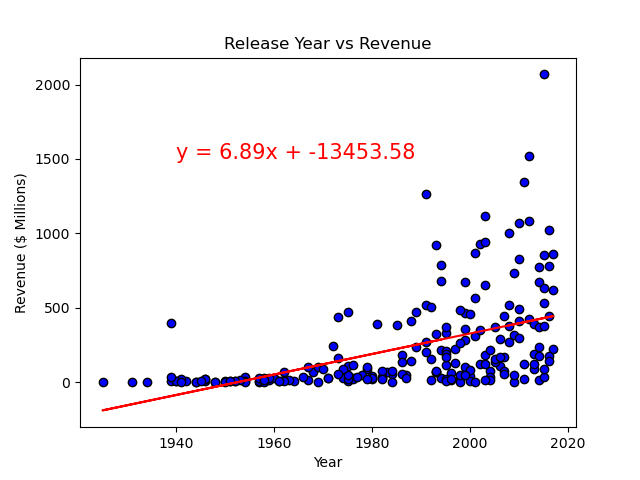 Release Year vs Revenue
2000
1500
1000
500
0
Revenue ($ Millions)
y = 6.89x + -13453.58
1940
1960
1980
2000
2020
Year